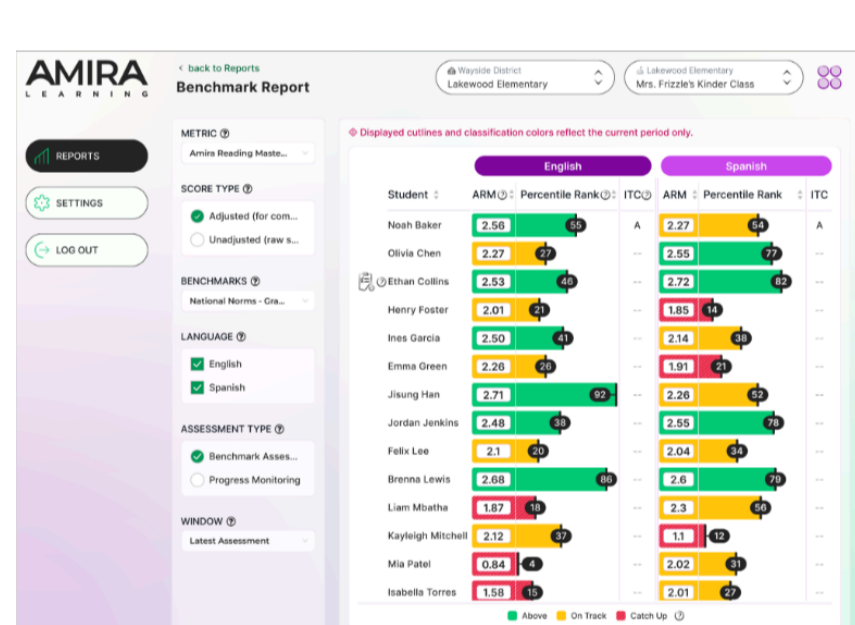 AMIRA
LEARNING
< back to Reports
Benchmark Report
Wayside District
Lakewood Elementary
Lakewood Elementary
Mrs. Frizzle's Kinder Class
REPORTS
SETTINGS
LOG OUT
METRIC
Amira Reading Maste...
SCORE TYPE
Adjusted (for com...
Unadjusted (raw s...
BENCHMARKS
National Norms - Gra...
LANGUAGE
English
Spanish
ASSESSMENT TYPE
Benchmark Asses...
Progress Monitoring
WINDOW
Latest Assessment
Displayed cutlines and classification colors reflect the current period only.
English Spanish
Student ARM Percentile Rank ITC ARM Percentile Rank ITC
Noah Baker 2.56 55 A 2.27 54 A
Olivia Chen 2.27 27 -- 2.55 77 --
Ethan Collins 2.53 46 -- 2.72 82 --
Henry Foster 2.01 21 -- 1.85 14 --
Ines Garcia 2.50 41 -- 2.14 38 --
Emma Green 2.26 26 -- 1.91 21 --
Jisung Han 2.71 92 -- 2.26 52 --
Jordan Jenkins 2.48 38 -- 2.55 78 --
Felix Lee 2.1 20 -- 2.04 34 --
Brenna Lewis 2.68 86 -- 2.6 79 --
Liam Mbatha 1.87 18 -- 2.3 56 --
Kayleigh Mitchell 2.12 37 -- 1.1 12 --
Mia Patel 0.84 4 -- 2.02 31 --
Isabella Torres 1.58 15 -- 2.01 27 --
Above On Track Catch Up